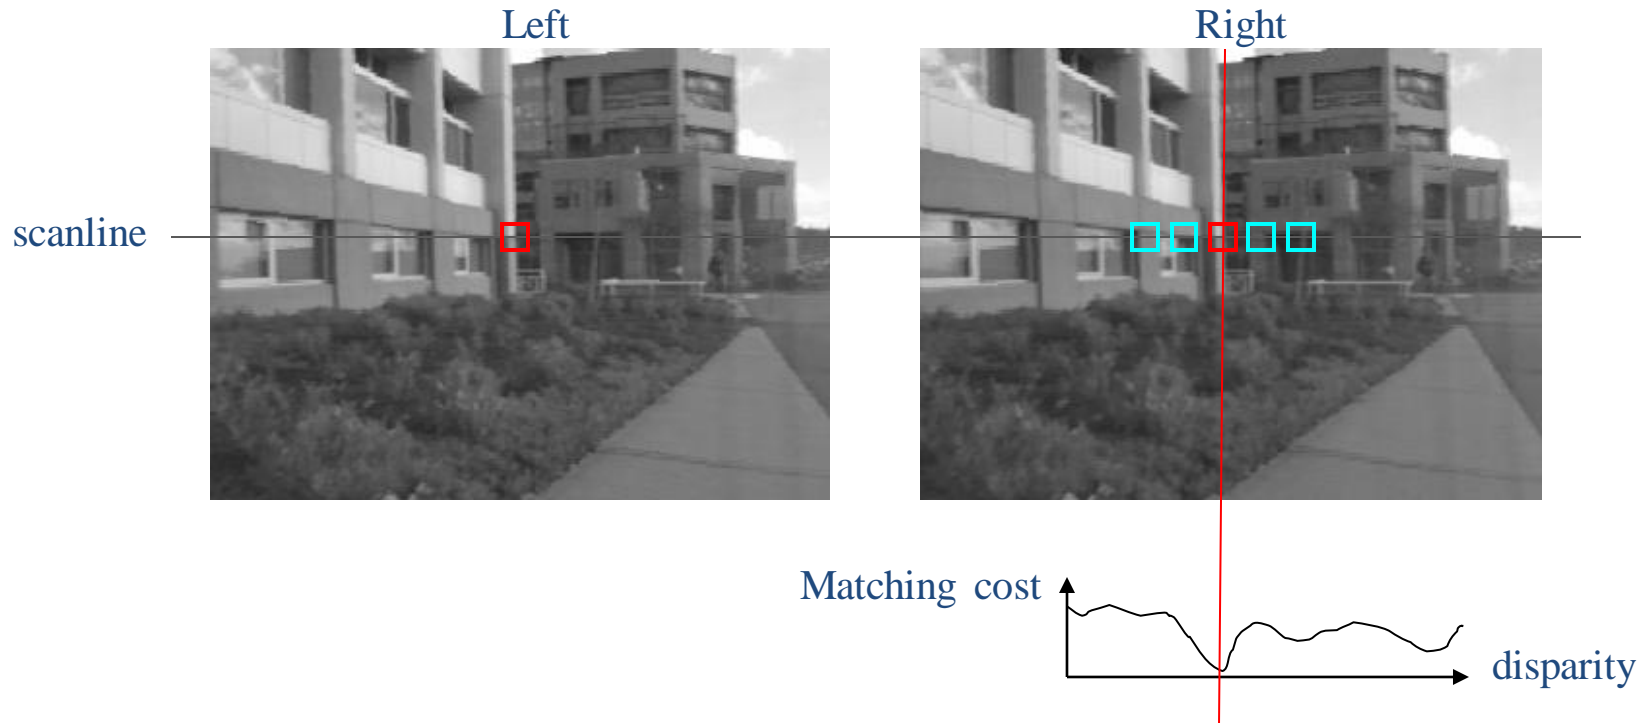 Left
Right
scanline
Matching cost
disparity